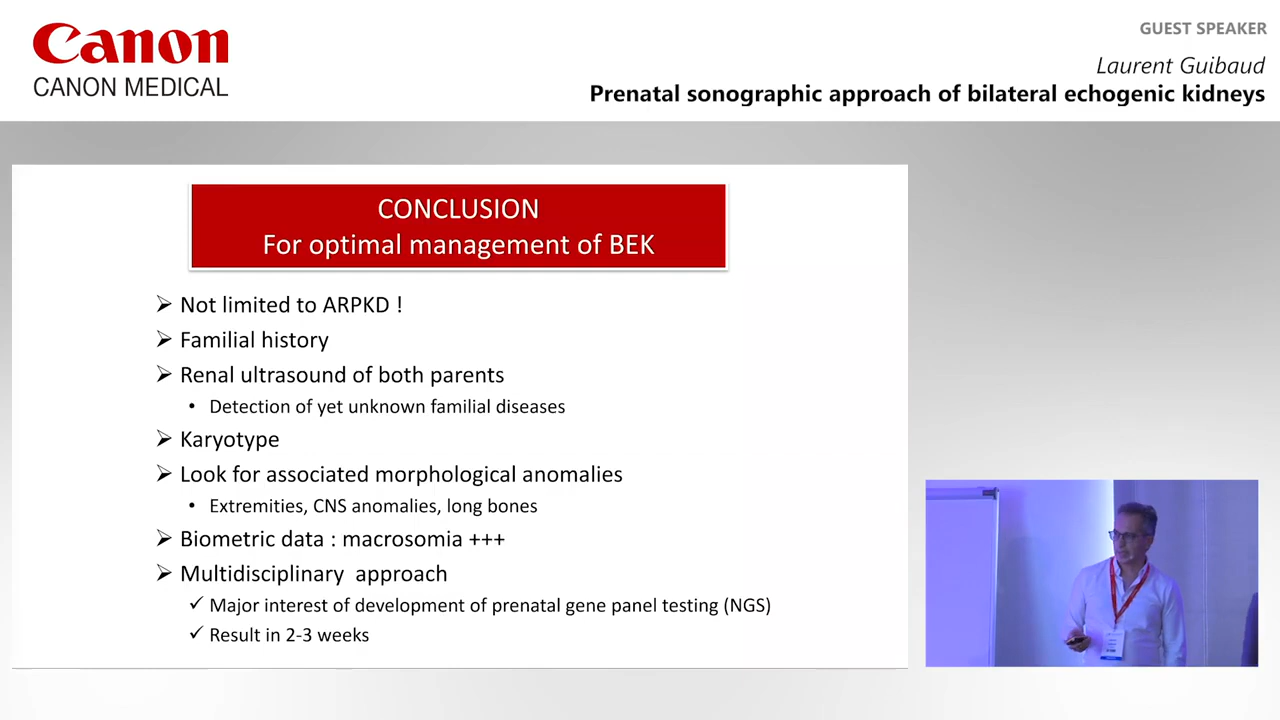 Canon
CANON MEDICAL
GUEST SPEAKER
Laurent Guibaud
Prenatal sonographic approach of bilateral echogenic kidneys
CONCLUSION
For optimal management of BEK
➢ Not limited to ARPKD !
➢ Familial history
➢ Renal ultrasound of both parents
• Detection of yet unknown familial diseases
➢ Karyotype
➢ Look for associated morphological anomalies
• Extremities, CNS anomalies, long bones
➢ Biometric data : macrosomia +++
➢ Multidisciplinary approach
✓ Major interest of development of prenatal gene panel testing (NGS)
✓ Result in 2-3 weeks